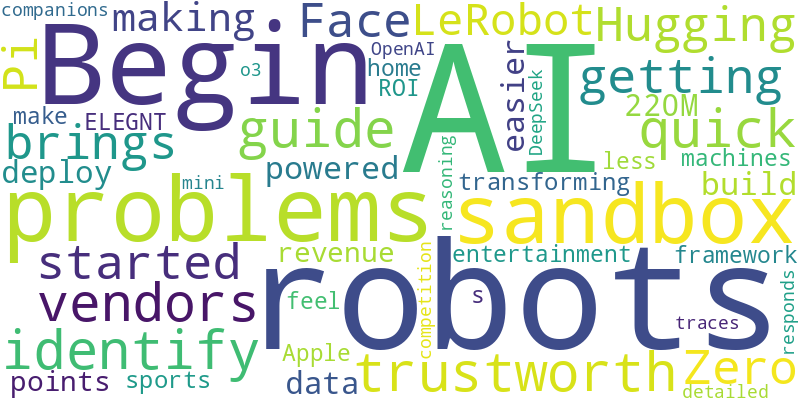 companions
making
Face
LeRobot
Hugging
Pi
Begin
OpenAI
AI
o3
home
ROI
easier
DeepSeek
getting
make
ELEGNT
guide
220M
quick
brings
deploy
powered
reasoning
less
machines
mini
transforming
build
problems
sandbox
started
revenue
entertainment
framework
vendors
robots
feel
competition
s
responds
traces
identify
Apple
trustworth
Zero
points
sports
data
detailed